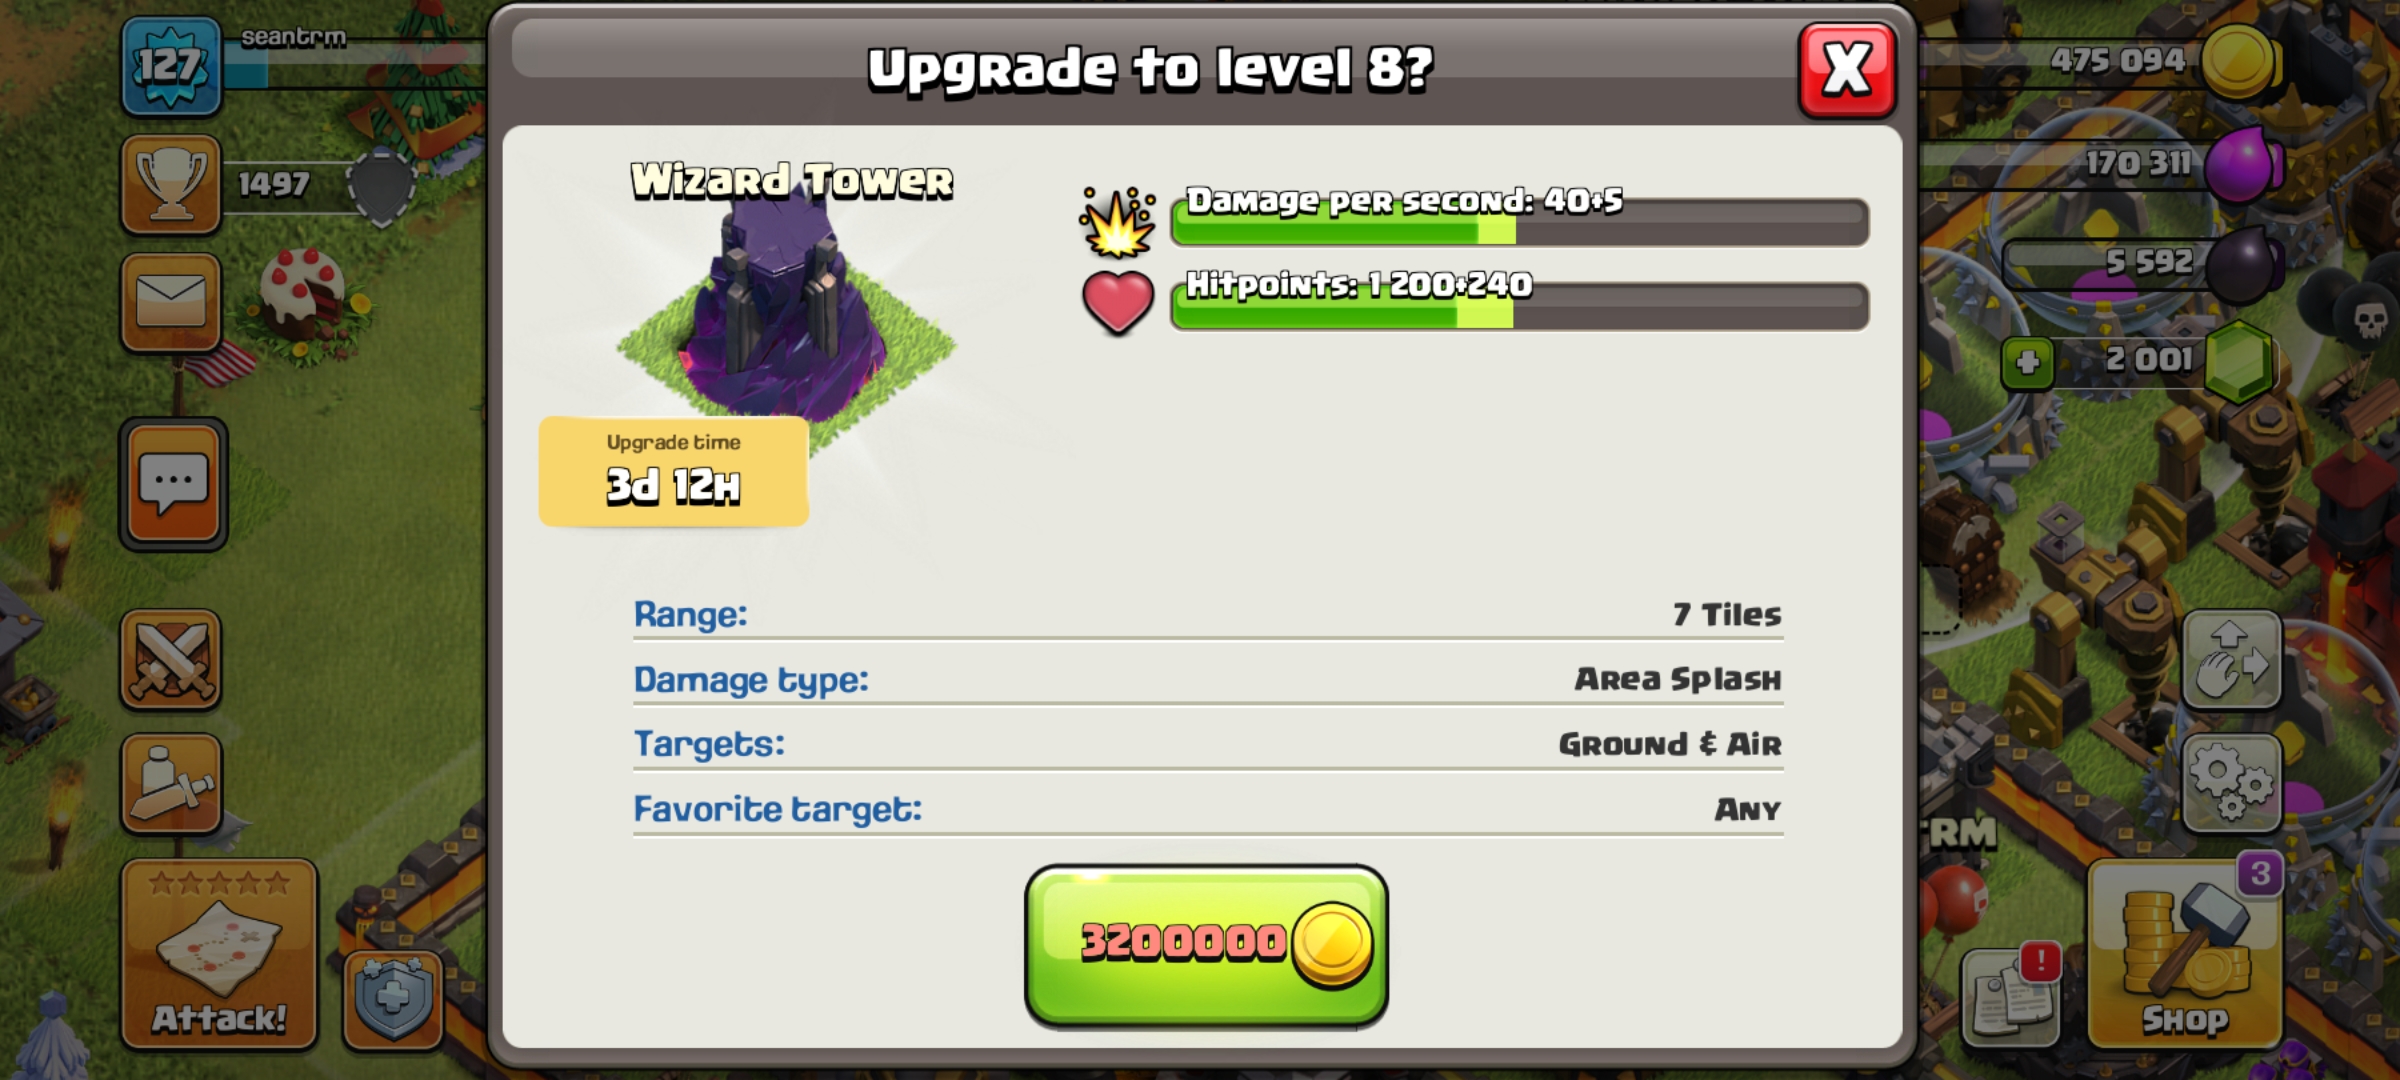 127
seantrm
1497
Attack!
Upgrade to level 8?
X
Wizard Tower
Upgrade time
3d 12H
Damage per second: 40+5
Hitpoints: 1 200+240
Range: 7 Tiles
Damage type: Area Splash
Targets: Ground & Air
Favorite target: Any
3200000
475 094
170 311
5 592
2 001
RM
3
!
Shop